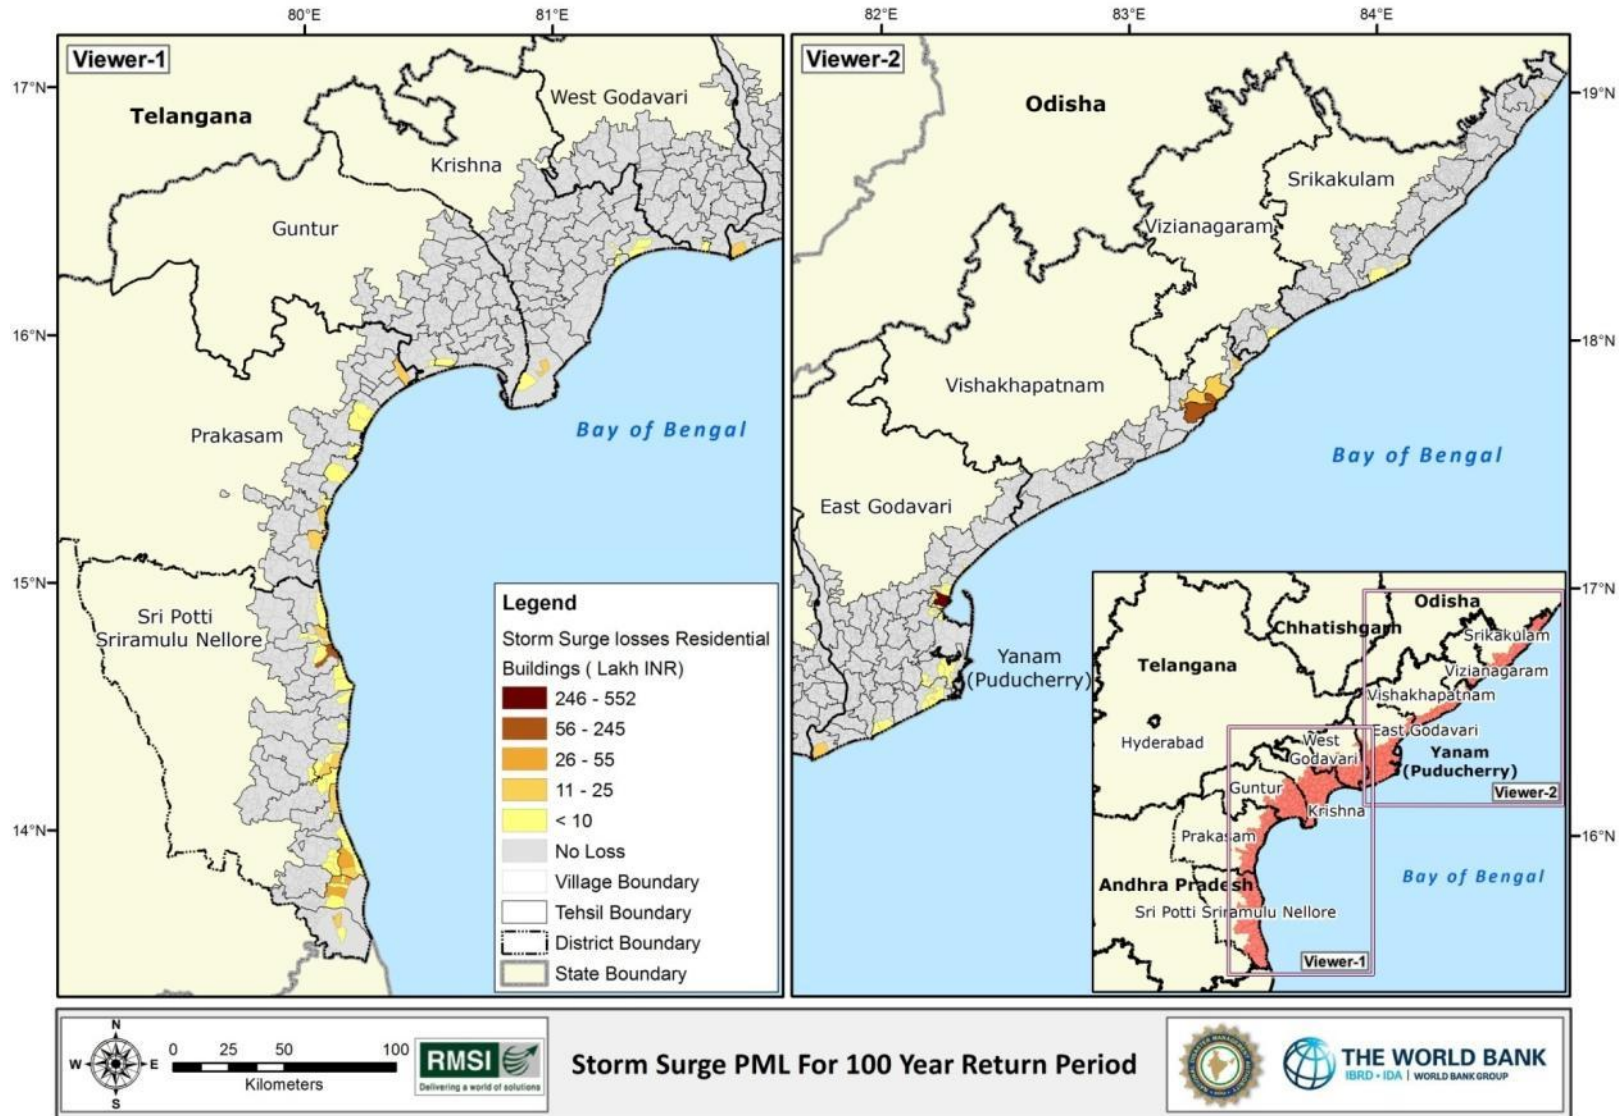 80°E
81°E
82°E
83°E
84°E
Viewer-1
17°N
16°N
15°N
14°N
Telangana
West Godavari
Krishna
Guntur
Prakasam
Bay of Bengal
Sri Potti
Sriramulu Nellore
Legend
Storm Surge losses Residential
Buildings ( Lakh INR)
246 - 552
56 - 245
26 - 55
11 - 25
< 10
No Loss
Village Boundary
Tehsil Boundary
District Boundary
State Boundary
Viewer-2
19°N
18°N
17°N
16°N
Odisha
Srikakulam
Vizianagaram
Vishakhapatnam
Bay of Bengal
East Godavari
Yanam
(Puducherry)
Odisha
Chhatishgarh
Srikakulam
Telangana
Vizianagaram
Vishakhapatnam
Hyderabad
East Godavari
West
Godavari
Yanam
(Puducherry)
Guntur
Viewer-2
Krishna
Prakasam
Andhra Pradesh
Bay of Bengal
Sri Potti Sriramulu Nellore
Viewer-1
N
W
E
S
0 25 50 100
Kilometers
RMSI
Delivering a world of solutions
Storm Surge PML For 100 Year Return Period
THE WORLD BANK
IBRD • IDA | WORLD BANK GROUP